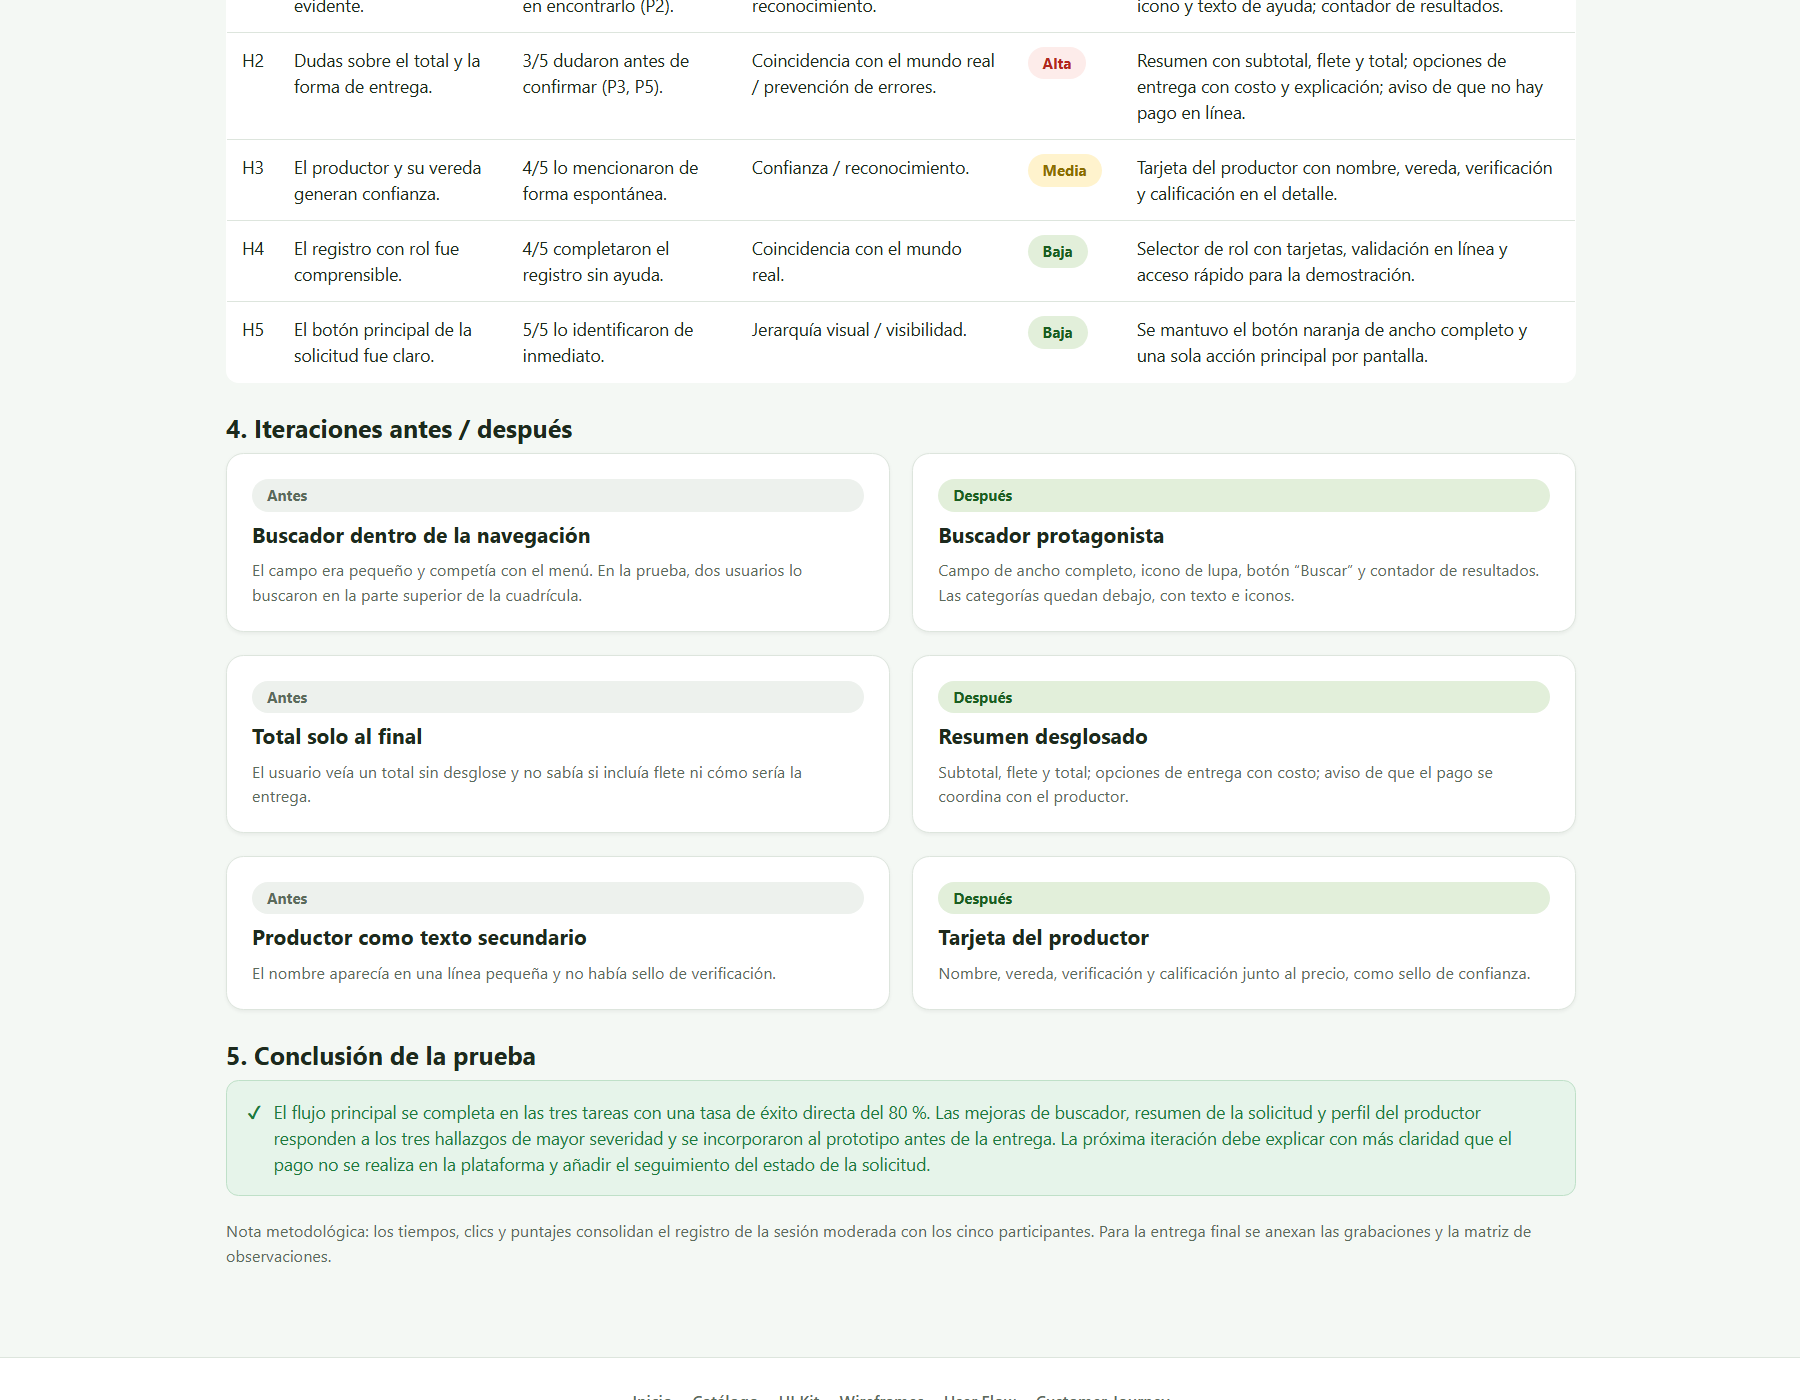 evidente.
en encontrarlo (P2).
reconocimiento.
icono y texto de ayuda; contador de resultados.
H2
Dudas sobre el total y la
forma de entrega.
3/5 dudaron antes de
confirmar (P3, P5).
Coincidencia con el mundo real
/ prevención de errores.
Alta
Resumen con subtotal, flete y total; opciones de
entrega con costo y explicación; aviso de que no hay
pago en línea.
H3
El productor y su vereda
generan confianza.
4/5 lo mencionaron de
forma espontánea.
Confianza / reconocimiento.
Media
Tarjeta del productor con nombre, vereda, verificación
y calificación en el detalle.
H4
El registro con rol fue
comprensible.
4/5 completaron el
registro sin ayuda.
Coincidencia con el mundo
real.
Baja
Selector de rol con tarjetas, validación en línea y
acceso rápido para la demostración.
H5
El botón principal de la
solicitud fue claro.
5/5 lo identificaron de
inmediato.
Jerarquía visual / visibilidad.
Baja
Se mantuvo el botón naranja de ancho completo y
una sola acción principal por pantalla.
4. Iteraciones antes / después
Antes
Buscador dentro de la navegación
El campo era pequeño y competía con el menú. En la prueba, dos usuarios lo
buscaron en la parte superior de la cuadrícula.
Después
Buscador protagonista
Campo de ancho completo, icono de lupa, botón “Buscar” y contador de resultados.
Las categorías quedan debajo, con texto e iconos.
Antes
Total solo al final
El usuario veía un total sin desglose y no sabía si incluía flete ni cómo sería la
entrega.
Después
Resumen desglosado
Subtotal, flete y total; opciones de entrega con costo; aviso de que el pago se
coordina con el productor.
Antes
Productor como texto secundario
El nombre aparecía en una línea pequeña y no había sello de verificación.
Después
Tarjeta del productor
Nombre, vereda, verificación y calificación junto al precio, como sello de confianza.
5. Conclusión de la prueba
✓ El flujo principal se completa en las tres tareas con una tasa de éxito directa del 80 %. Las mejoras de buscador, resumen de la solicitud y perfil del productor
responden a los tres hallazgos de mayor severidad y se incorporaron al prototipo antes de la entrega. La próxima iteración debe explicar con más claridad que el
pago no se realiza en la plataforma y añadir el seguimiento del estado de la solicitud.
Nota metodológica: los tiempos, clics y puntajes consolidan el registro de la sesión moderada con los cinco participantes. Para la entrega final se anexan las grabaciones y la matriz de
observaciones.
Inicio Catálogo UI Kit Wireframes User Flow Customer Journey